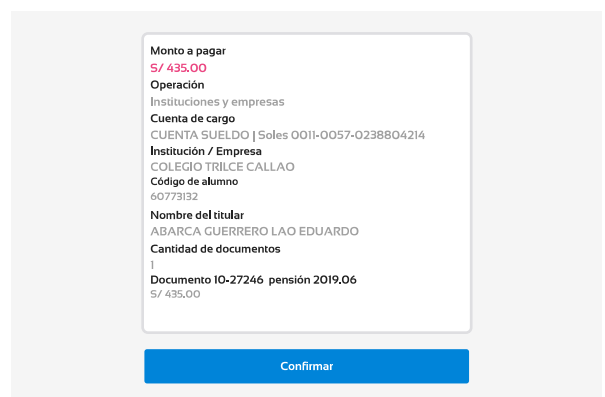 Monto a pagar
S/ 435.00
Operación
Instituciones y empresas
Cuenta de cargo
CUENTA SUELDO | Soles 0011-0057-0238804214
Institución / Empresa
COLEGIO TRILCE CALLAO
Código de alumno
60773132
Nombre del titular
ABARCA GUERRERO LAO EDUARDO
Cantidad de documentos
1
Documento 10-27246 pensión 2019.06
S/ 435.00
Confirmar